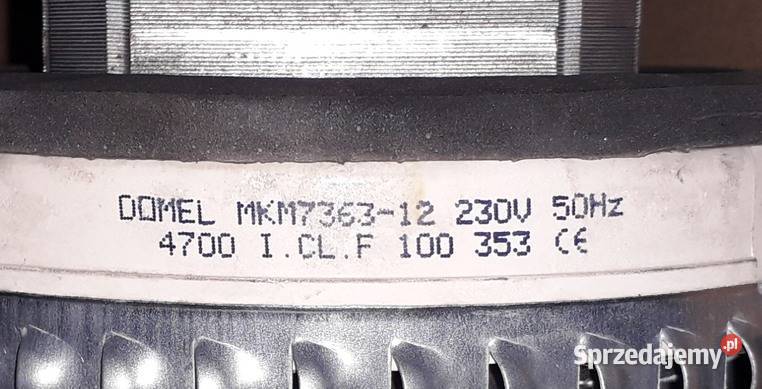 DOMEL MKM7363-12 230V 50Hz
4700 I.CL.F 100 353 CE
Sprzedajemy.pl